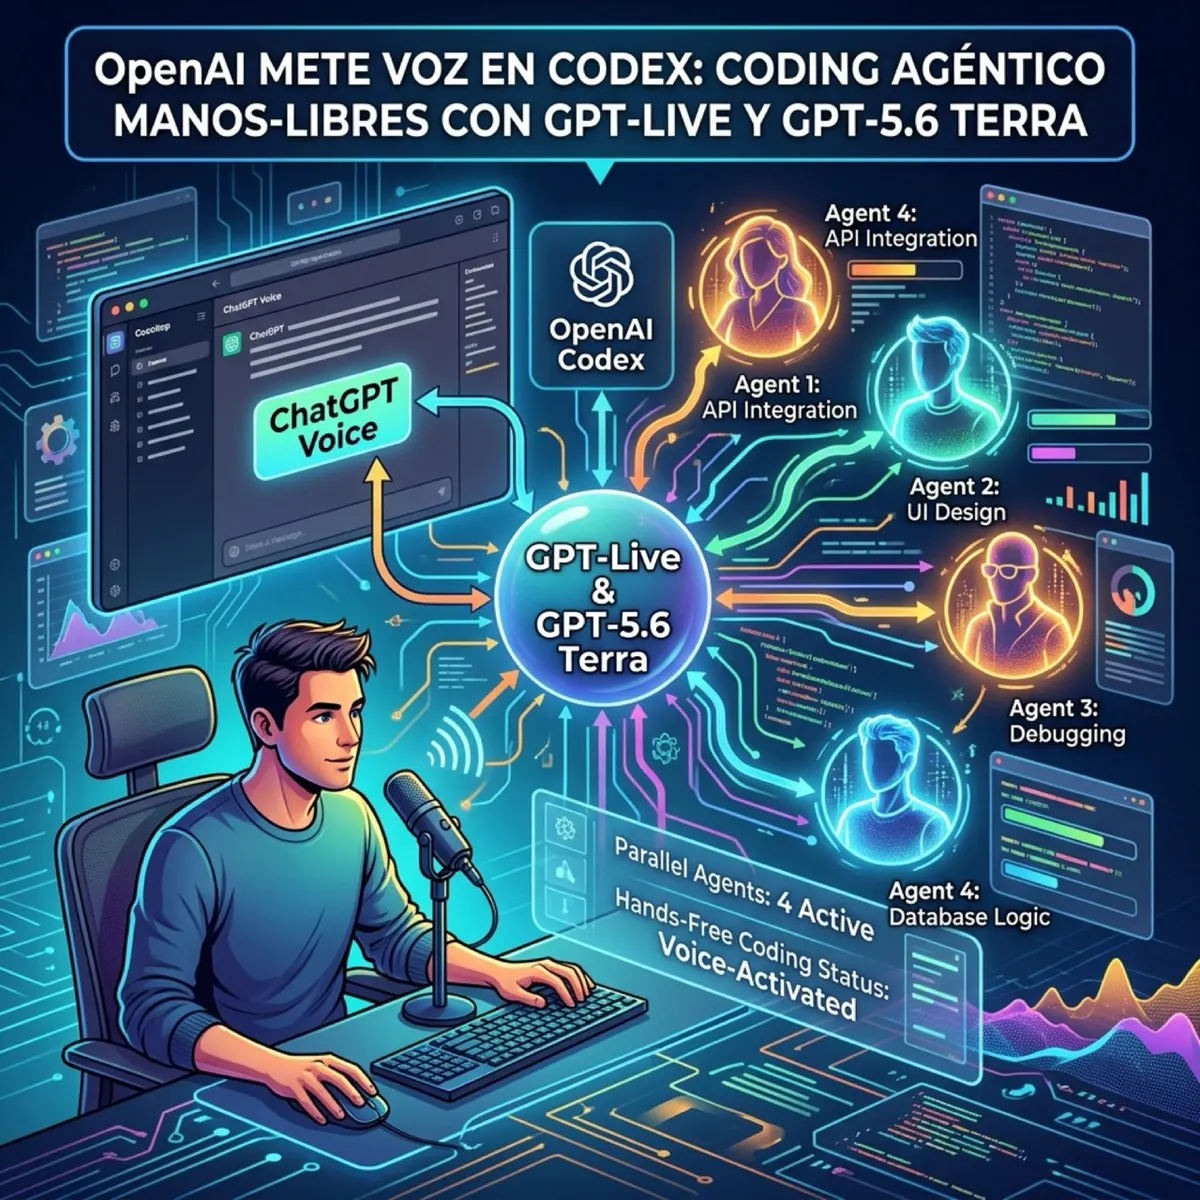 OpenAI METE VOZ EN CODEX: CODING AGÉNTICO
MANOS-LIBRES CON GPT-LIVE Y GPT-5.6 TERRA
ChatGPT Voice
ChatGPT
Voice
OpenAI
Codex
Agent 4:
API Integration
Agent 1:
API Integration
Agent 2:
UI Design
GPT-Live
&
GPT-5.6
Terra
Agent 3:
Debugging
Agent 4:
Database Logic
Parallel Agents: 4 Active
Hands-Free Coding Status:
Voice-Activated